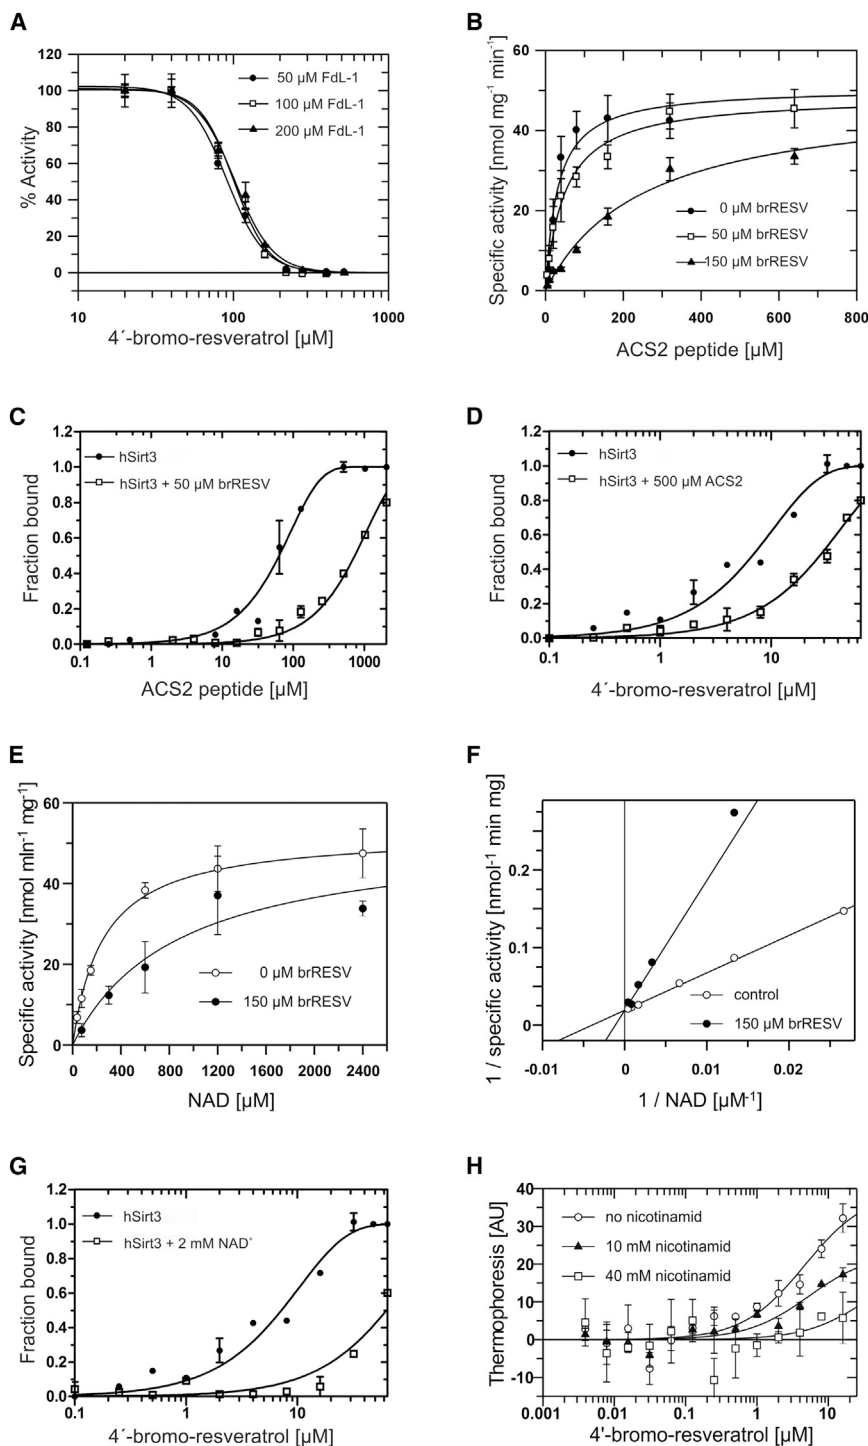 A
50 µM FdL-1
100 µM FdL-1
200 µM FdL-1
% Activity
120
100
80
60
40
20
0
10
100
1000
4´-bromo-resveratrol [µM]
B
Specific activity [nmol mg⁻¹ min⁻¹]
60
40
20
0
0 µM brRESV
50 µM brRESV
150 µM brRESV
0
200
400
600
800
ACS2 peptide [µM]
C
hSirt3
hSirt3 + 50 µM brRESV
Fraction bound
1.2
1.0
0.8
0.6
0.4
0.2
0.0
1
10
100
1000
ACS2 peptide [µM]
D
hSirt3
hSirt3 + 500 µM ACS2
Fraction bound
1.2
1.0
0.8
0.6
0.4
0.2
0.0
0.1
1
10
4´-bromo-resveratrol [µM]
E
Specific activity [nmol mln⁻¹ mg⁻¹]
60
40
20
0
0 µM brRESV
150 µM brRESV
0
400
800
1200
1600
2000
2400
NAD [µM]
F
1 / specific activity [nmol⁻¹ min mg]
0.2
0.1
0
control
150 µM brRESV
-0.01
0
0.01
0.02
1 / NAD [µM⁻¹]
G
hSirt3
hSirt3 + 2 mM NAD⁺
Fraction bound
1.2
1.0
0.8
0.6
0.4
0.2
0.0
0.1
1
10
4´-bromo-resveratrol [µM]
H
Thermophoresis [AU]
40
30
20
10
0
-10
no nicotinamid
10 mM nicotinamid
40 mM nicotinamid
0.001
0.01
0.1
1
10
4'-bromo-resveratrol [µM]